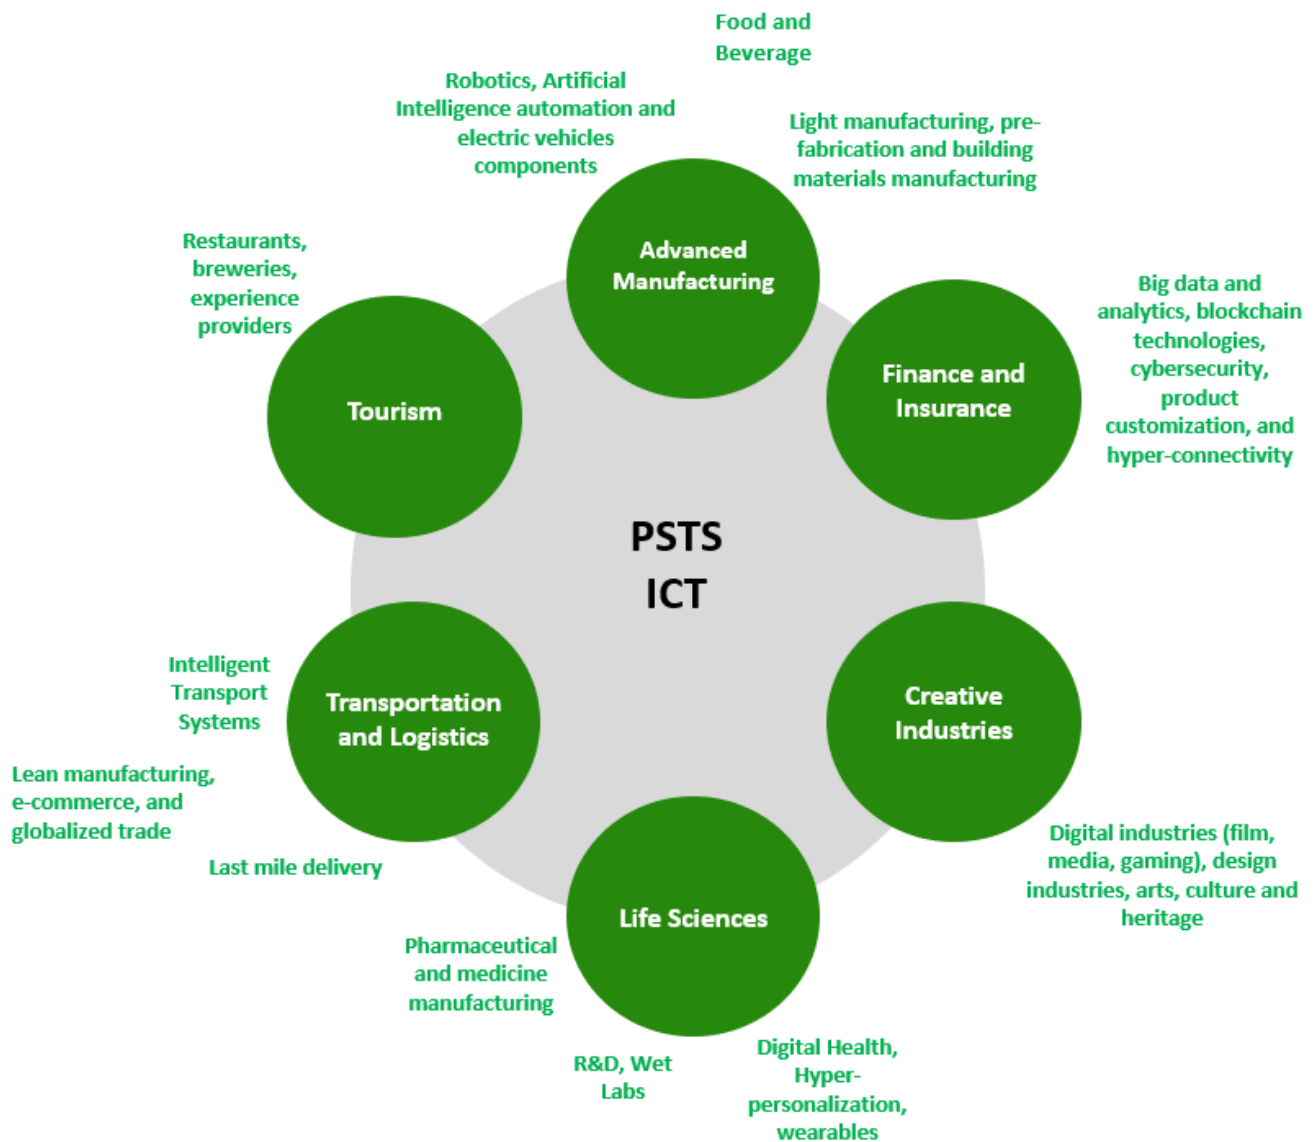 Food and
Beverage
Robotics, Artificial
Intelligence automation and
electric vehicles
components
Light manufacturing, pre-
fabrication and building
materials manufacturing
Advanced
Manufacturing
Restaurants,
breweries,
experience
providers
Tourism
Big data and
analytics, blockchain
technologies,
cybersecurity,
product
customization, and
hyper-connectivity
Finance and
Insurance
PSTS
ICT
Intelligent
Transport
Systems
Transportation
and Logistics
Lean manufacturing,
e-commerce, and
globalized trade
Last mile delivery
Creative
Industries
Digital industries (film,
media, gaming), design
industries, arts, culture and
heritage
Life Sciences
Pharmaceutical
and medicine
manufacturing
R&D, Wet
Labs
Digital Health,
Hyper-
personalization,
wearables